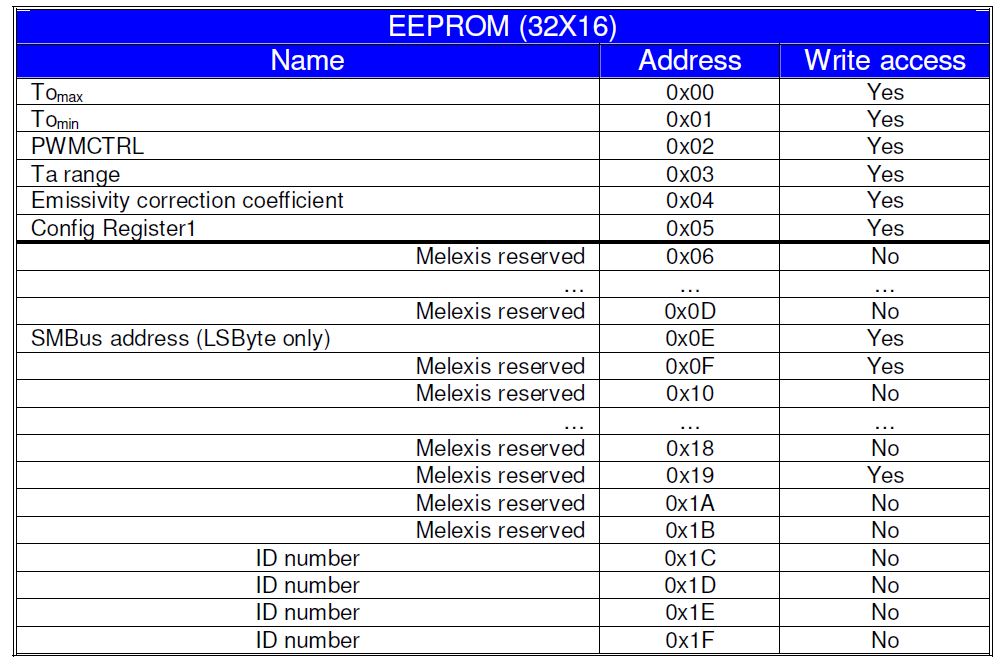 EEPROM (32X16)
Name Address Write access
Tomax 0x00 Yes
Tomin 0x01 Yes
PWMCTRL 0x02 Yes
Ta range 0x03 Yes
Emissivity correction coefficient 0x04 Yes
Config Register1 0x05 Yes
Melexis reserved 0x06 No
… … …
Melexis reserved 0x0D No
SMBus address (LSByte only) 0x0E Yes
Melexis reserved 0x0F Yes
Melexis reserved 0x10 No
… … …
Melexis reserved 0x18 No
Melexis reserved 0x19 Yes
Melexis reserved 0x1A No
Melexis reserved 0x1B No
ID number 0x1C No
ID number 0x1D No
ID number 0x1E No
ID number 0x1F No